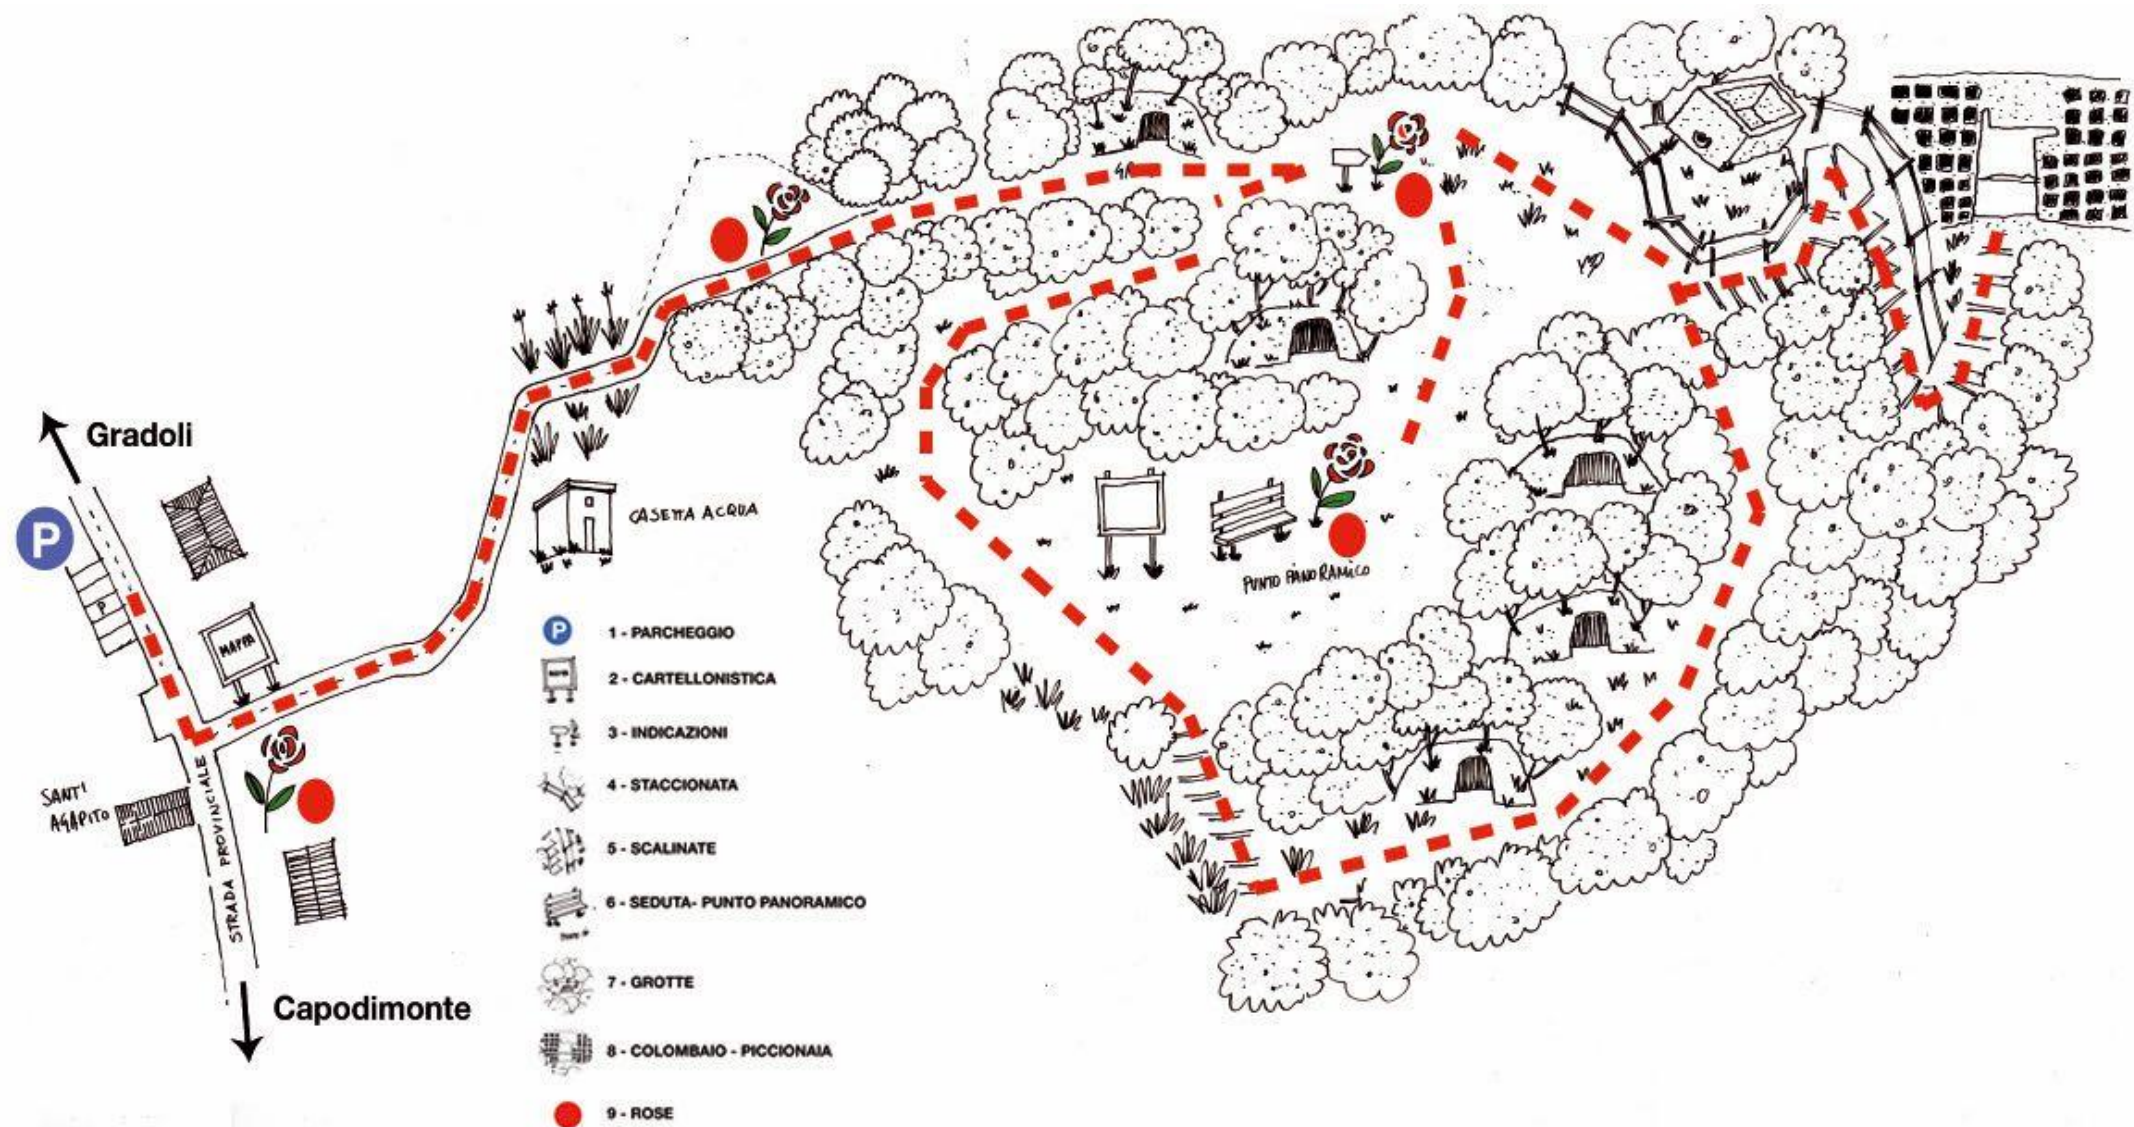 Gradoli
P
P
MAPPA
SANT'
AGAPITO
STRADA PROVINCIALE
Capodimonte
CASETTA ACQUA
PUNTO PANORAMICO
P 1 - PARCHEGGIO
2 - CARTELLONISTICA
3 - INDICAZIONI
4 - STACCIONATA
5 - SCALINATE
6 - SEDUTA- PUNTO PANORAMICO
7 - GROTTE
8 - COLOMBAIO - PICCIONAIA
9 - ROSE